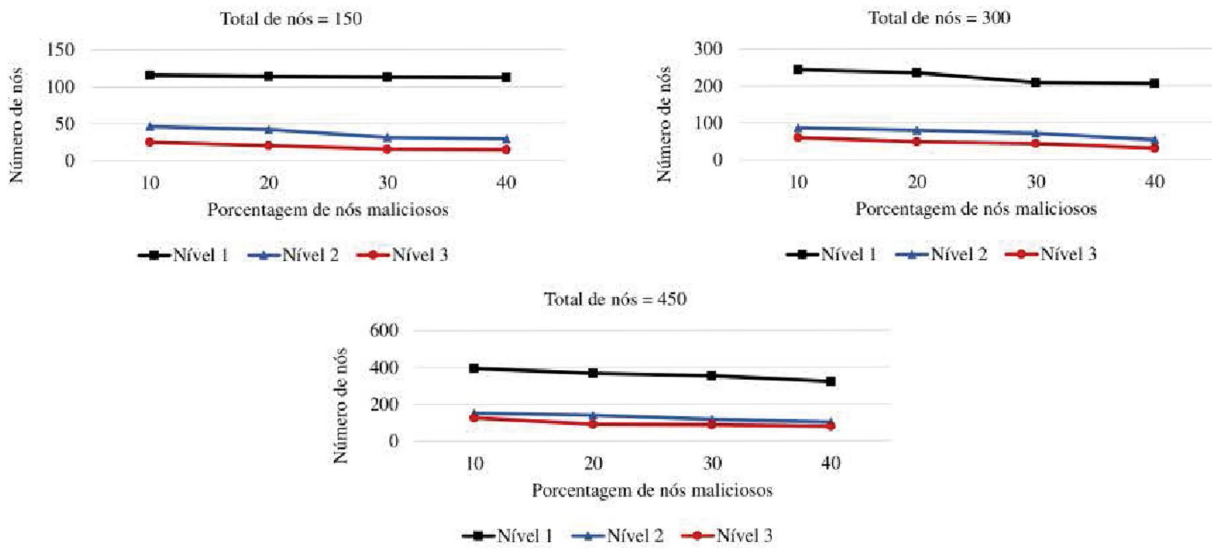 Total de nós = 150
Número de nós
150
100
50
0
10 20 30 40
Porcentagem de nós maliciosos
Nível 1 Nível 2 Nível 3
Total de nós = 300
Número de nós
300
200
100
0
10 20 30 40
Porcentagem de nós maliciosos
Nível 1 Nível 2 Nível 3
Total de nós = 450
Número de nós
600
400
200
0
10 20 30 40
Porcentagem de nós maliciosos
Nível 1 Nível 2 Nível 3